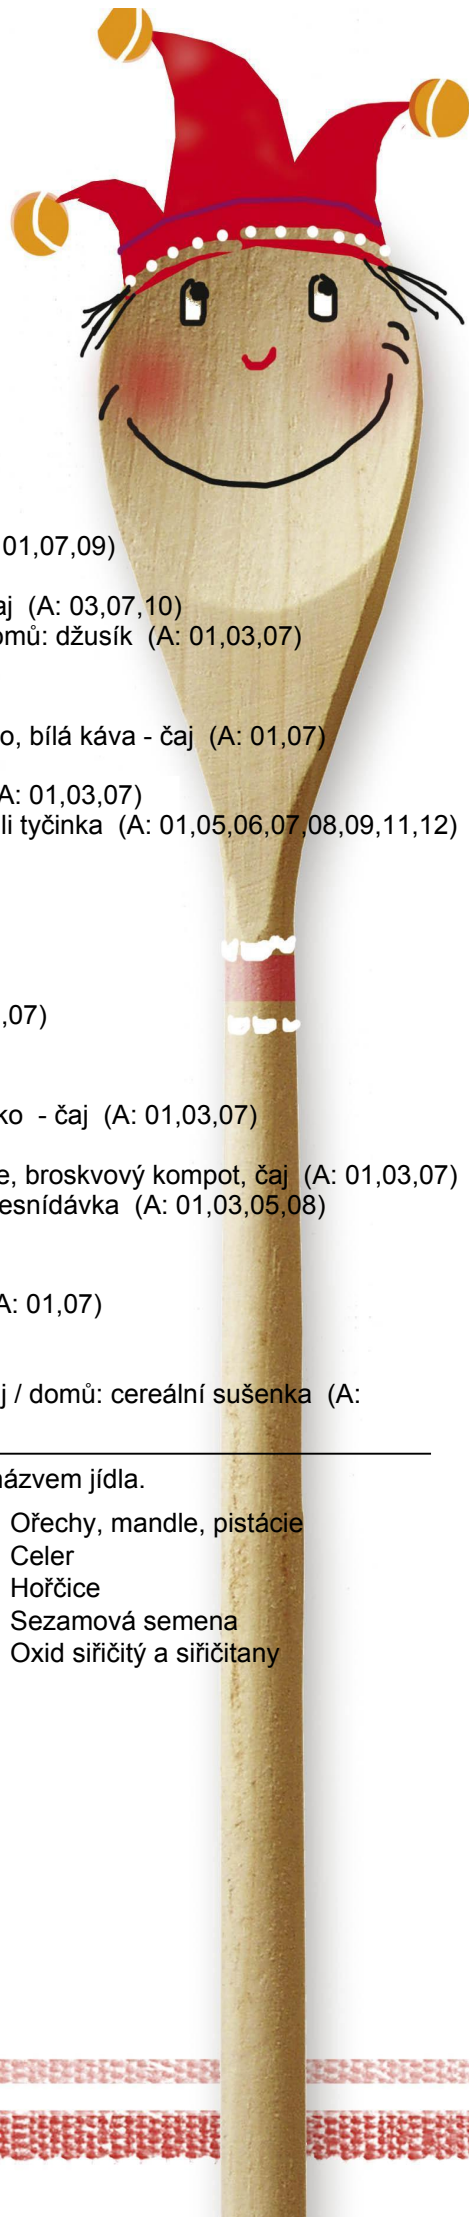 01,07,09)
aj (A: 03,07,10)
omů: džusík (A: 01,03,07)
o, bílá káva - čaj (A: 01,07)
A: 01,03,07)
li tyčinka (A: 01,05,06,07,08,09,11,12)
,07)
ko - čaj (A: 01,03,07)
e, broskvový kompot, čaj (A: 01,03,07)
esnídávka (A: 01,03,05,08)
A: 01,07)
j / domů: cereální sušenka (A:
názvem jídla.
Ořechy, mandle, pistácie
Celer
Hořčice
Sezamová semena
Oxid siřičitý a siřičitany